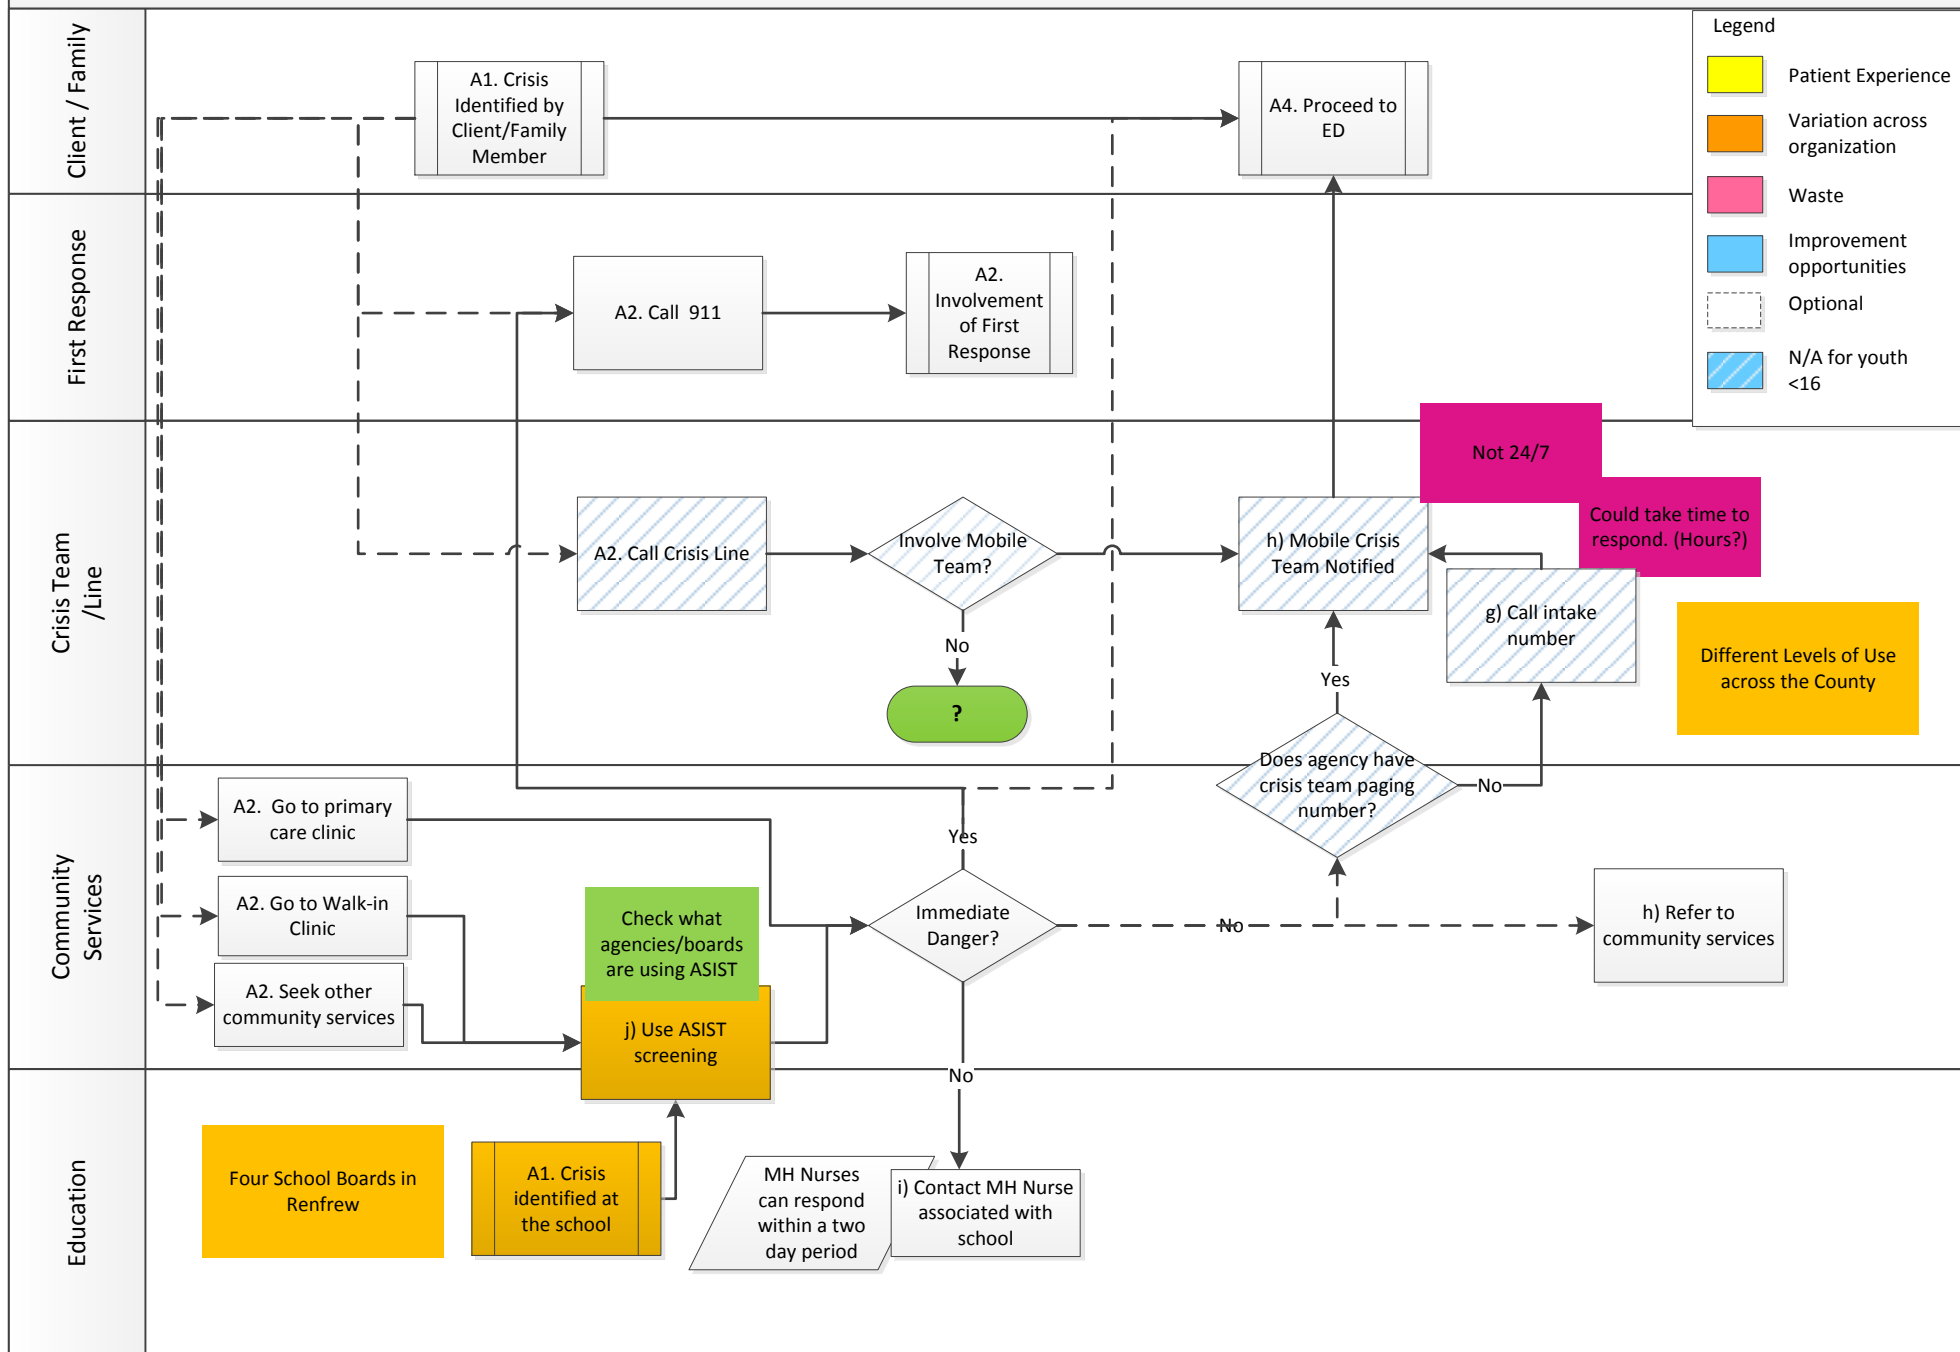 Client / Family
A1. Crisis
Identified by
Client/Family
Member
A4. Proceed to
ED
Legend
Patient Experience
Variation across
organization
Waste
Improvement
opportunities
Optional
N/A for youth
<16
First Response
A2. Call  911
A2.
Involvement
of First
Response
Crisis Team
/Line
A2. Call Crisis Line
Involve Mobile
Team?
No
?
h) Mobile Crisis
Team Notified
Not 24/7
Could take time to
respond. (Hours?)
g) Call intake
number
Different Levels of Use
across the County
Yes
Does agency have
crisis team paging
number?
No
Community
Services
A2.  Go to primary
care clinic
A2. Go to Walk-in
Clinic
A2. Seek other
community services
Check what
agencies/boards
are using ASIST
j) Use ASIST
screening
Yes
Immediate
Danger?
No
h) Refer to
community services
No
Education
Four School Boards in
Renfrew
A1. Crisis
identified at
the school
MH Nurses
can respond
within a two
day period
i) Contact MH Nurse
associated with
school